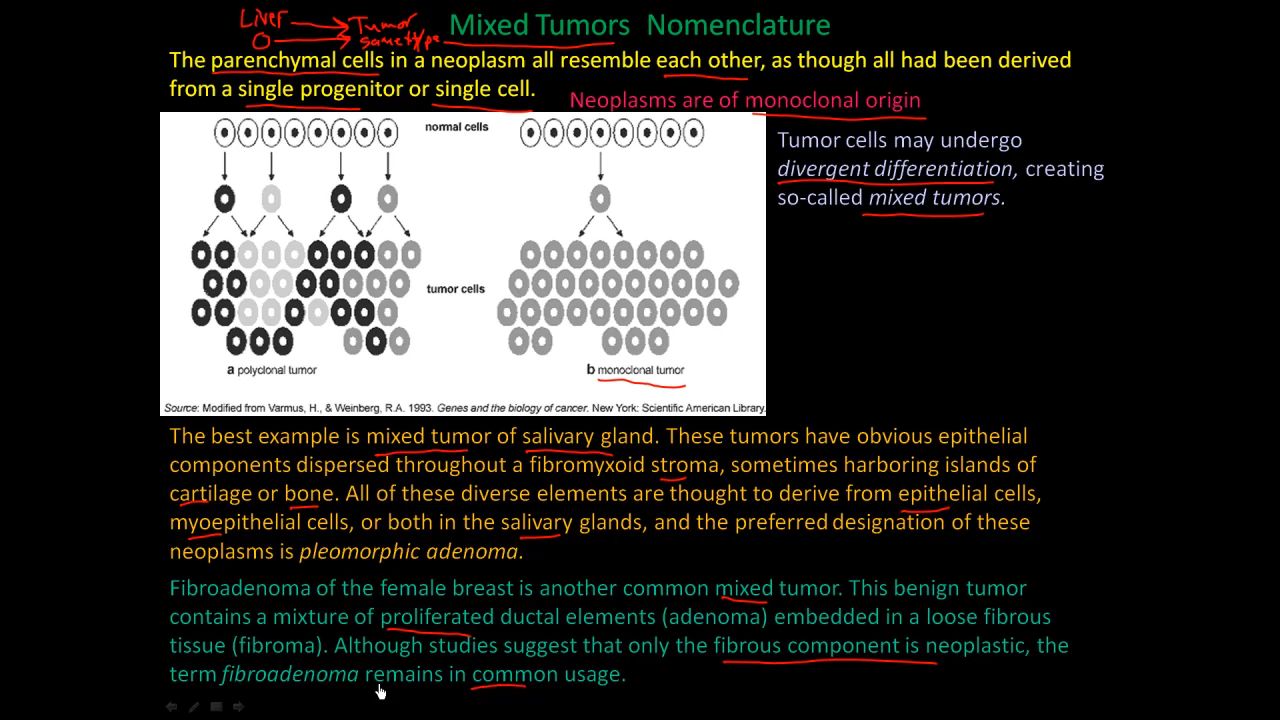 Liver → Tumor
O → same type
Mixed Tumors Nomenclature
The parenchymal cells in a neoplasm all resemble each other, as though all had been derived
from a single progenitor or single cell.
Neoplasms are of monoclonal origin
normal cells
tumor cells
a polyclonal tumor
b monoclonal tumor
Source: Modified from Varmus, H., & Weinberg, R.A. 1993. Genes and the biology of cancer. New York: Scientific American Library.
Tumor cells may undergo
divergent differentiation, creating
so-called mixed tumors.
The best example is mixed tumor of salivary gland. These tumors have obvious epithelial
components dispersed throughout a fibromyxoid stroma, sometimes harboring islands of
cartilage or bone. All of these diverse elements are thought to derive from epithelial cells,
myoepithelial cells, or both in the salivary glands, and the preferred designation of these
neoplasms is pleomorphic adenoma.
Fibroadenoma of the female breast is another common mixed tumor. This benign tumor
contains a mixture of proliferated ductal elements (adenoma) embedded in a loose fibrous
tissue (fibroma). Although studies suggest that only the fibrous component is neoplastic, the
term fibroadenoma remains in common usage.